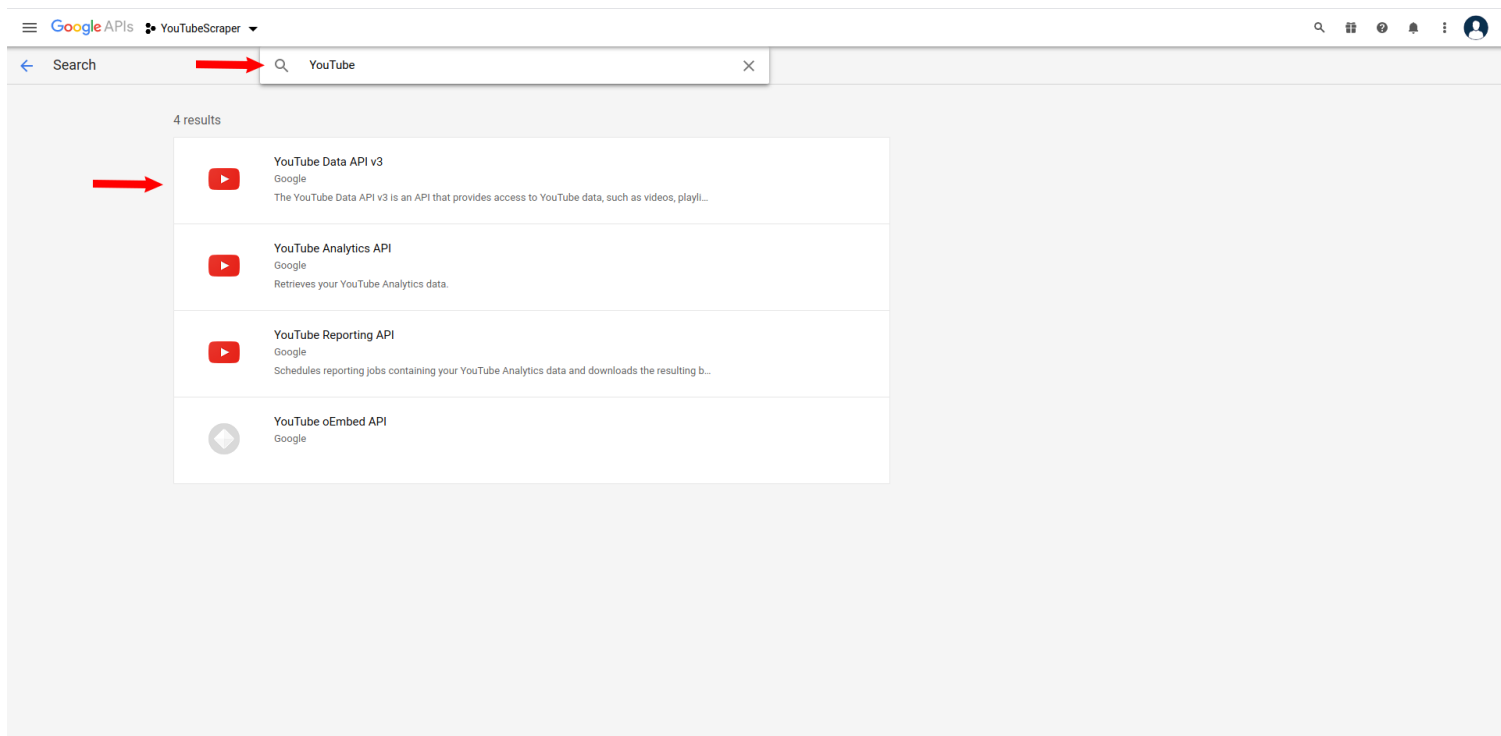 Google APIs YouTubeScraper
Search
YouTube
4 results
YouTube Data API v3
Google
The YouTube Data API v3 is an API that provides access to YouTube data, such as videos, playli...
YouTube Analytics API
Google
Retrieves your YouTube Analytics data.
YouTube Reporting API
Google
Schedules reporting jobs containing your YouTube Analytics data and downloads the resulting b...
YouTube oEmbed API
Google